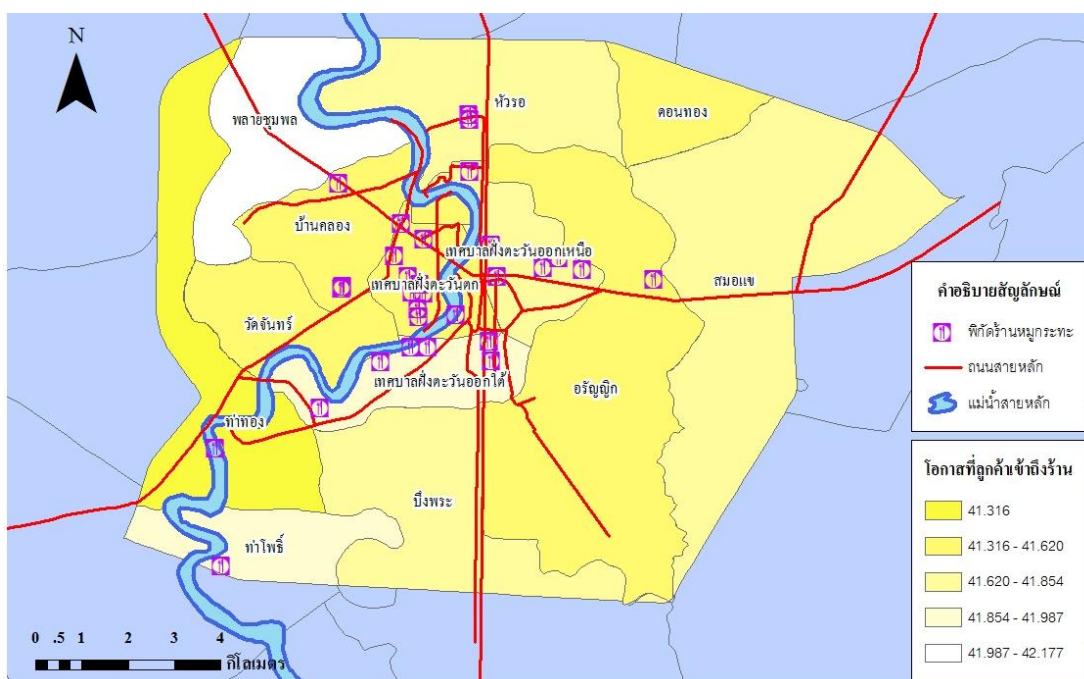 N
หัวรอ
ดอนทอง
พลายชุมพล
บ้านคลอง
เทศบาลฝั่งตะวันออกเหนือ
เทศบาลฝั่งตะวันตก
สมอแข
วัดจันทร์
เทศบาลฝั่งตะวันออกใต้
อรัญญิก
ท่าทอง
บึงพระ
ท่าโพธิ์
0 .5 1 2 3 4
กิโลเมตร
คำอธิบายสัญลักษณ์
พิกัดร้านหมูกระทะ
ถนนสายหลัก
แม่น้ำสายหลัก
โอกาสที่ลูกค้าเข้าถึงร้าน
41.316
41.316 - 41.620
41.620 - 41.854
41.854 - 41.987
41.987 - 42.177